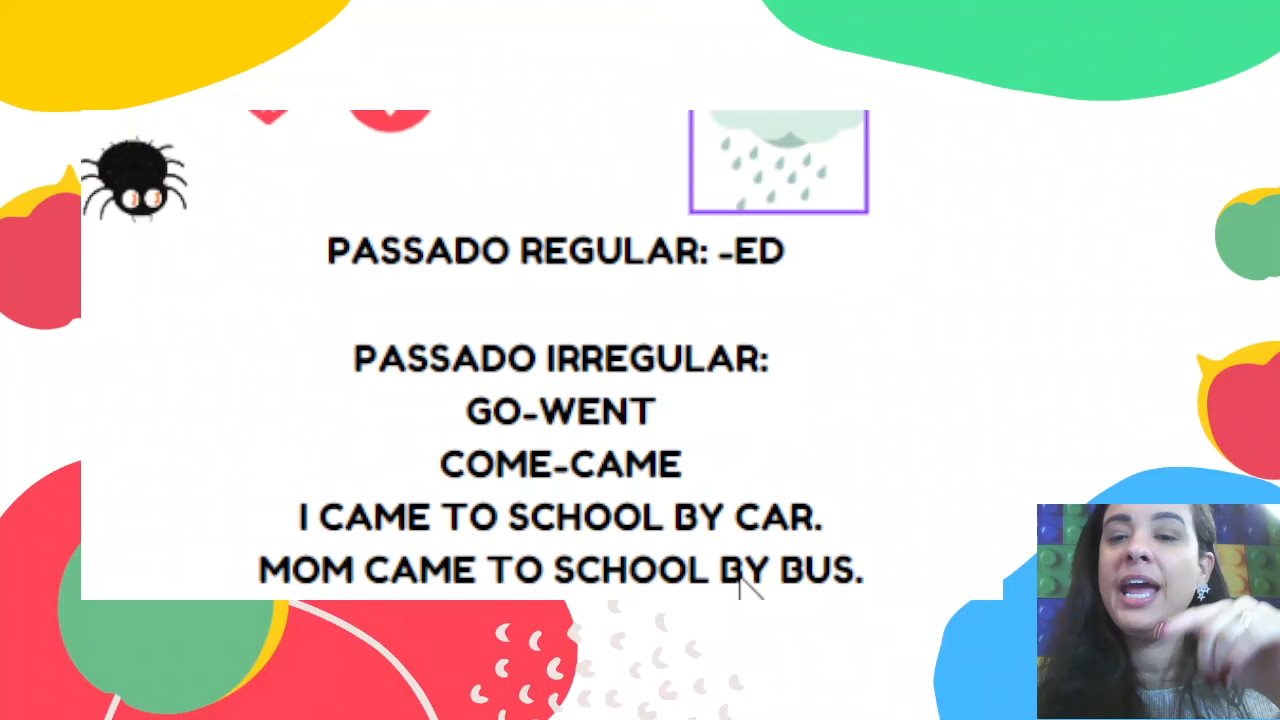 PASSADO REGULAR: -ED
PASSADO IRREGULAR:
GO-WENT
COME-CAME
I CAME TO SCHOOL BY CAR.
MOM CAME TO SCHOOL BY BUS.